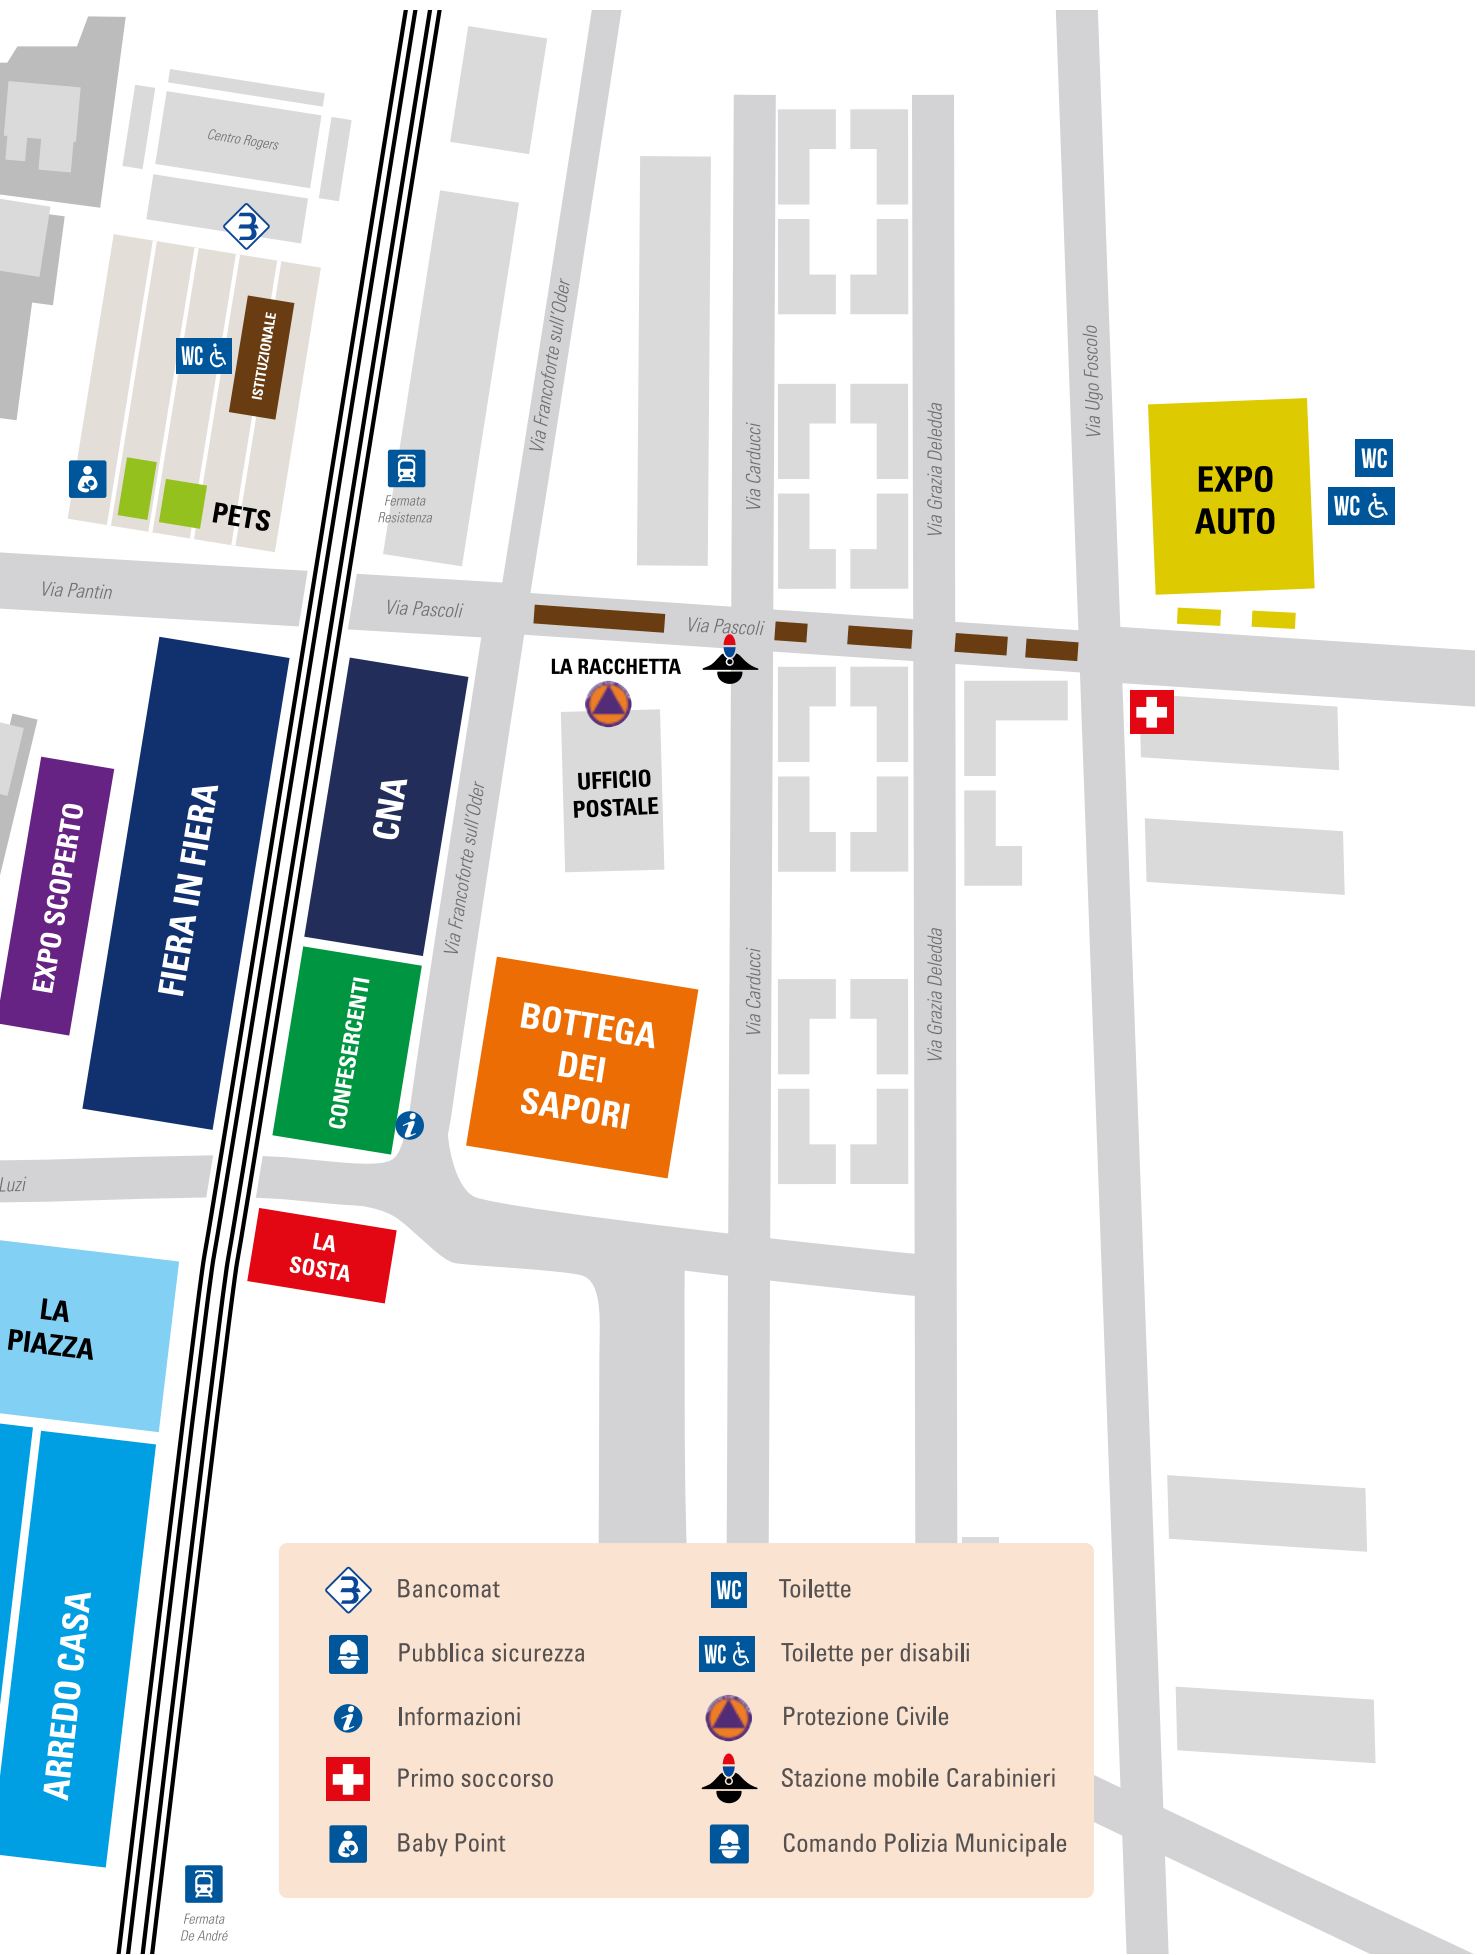 Centro Rogers
3
ISTITUZIONALE
WC
PETS
Fermata
Resistenza
Via Francoforte sull'Oder
Via Carducci
Via Grazia Deledda
Via Ugo Foscolo
EXPO
AUTO
WC
WC
Via Pantin
Via Pascoli
Via Pascoli
LA RACCHETTA
UFFICIO
POSTALE
EXPO SCOPERTO
FIERA IN FIERA
CNA
Via Francoforte sull'Oder
CONFESERCENTI
i
BOTTEGA
DEI
SAPORI
Via Carducci
Via Grazia Deledda
Luzi
LA
SOSTA
LA
PIAZZA
ARREDO CASA
Fermata
De André
3 Bancomat
Pubblica sicurezza
i Informazioni
Primo soccorso
Baby Point
WC Toilette
WC Toilette per disabili
Protezione Civile
Stazione mobile Carabinieri
Comando Polizia Municipale